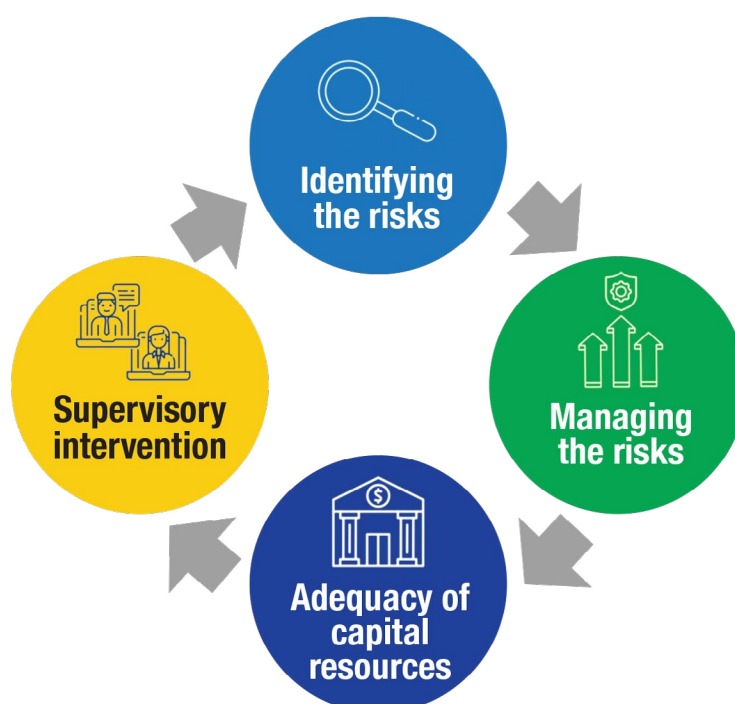 Identifying
the risks
Managing
the risks
$
Adequacy of
capital
resources
Supervisory
intervention